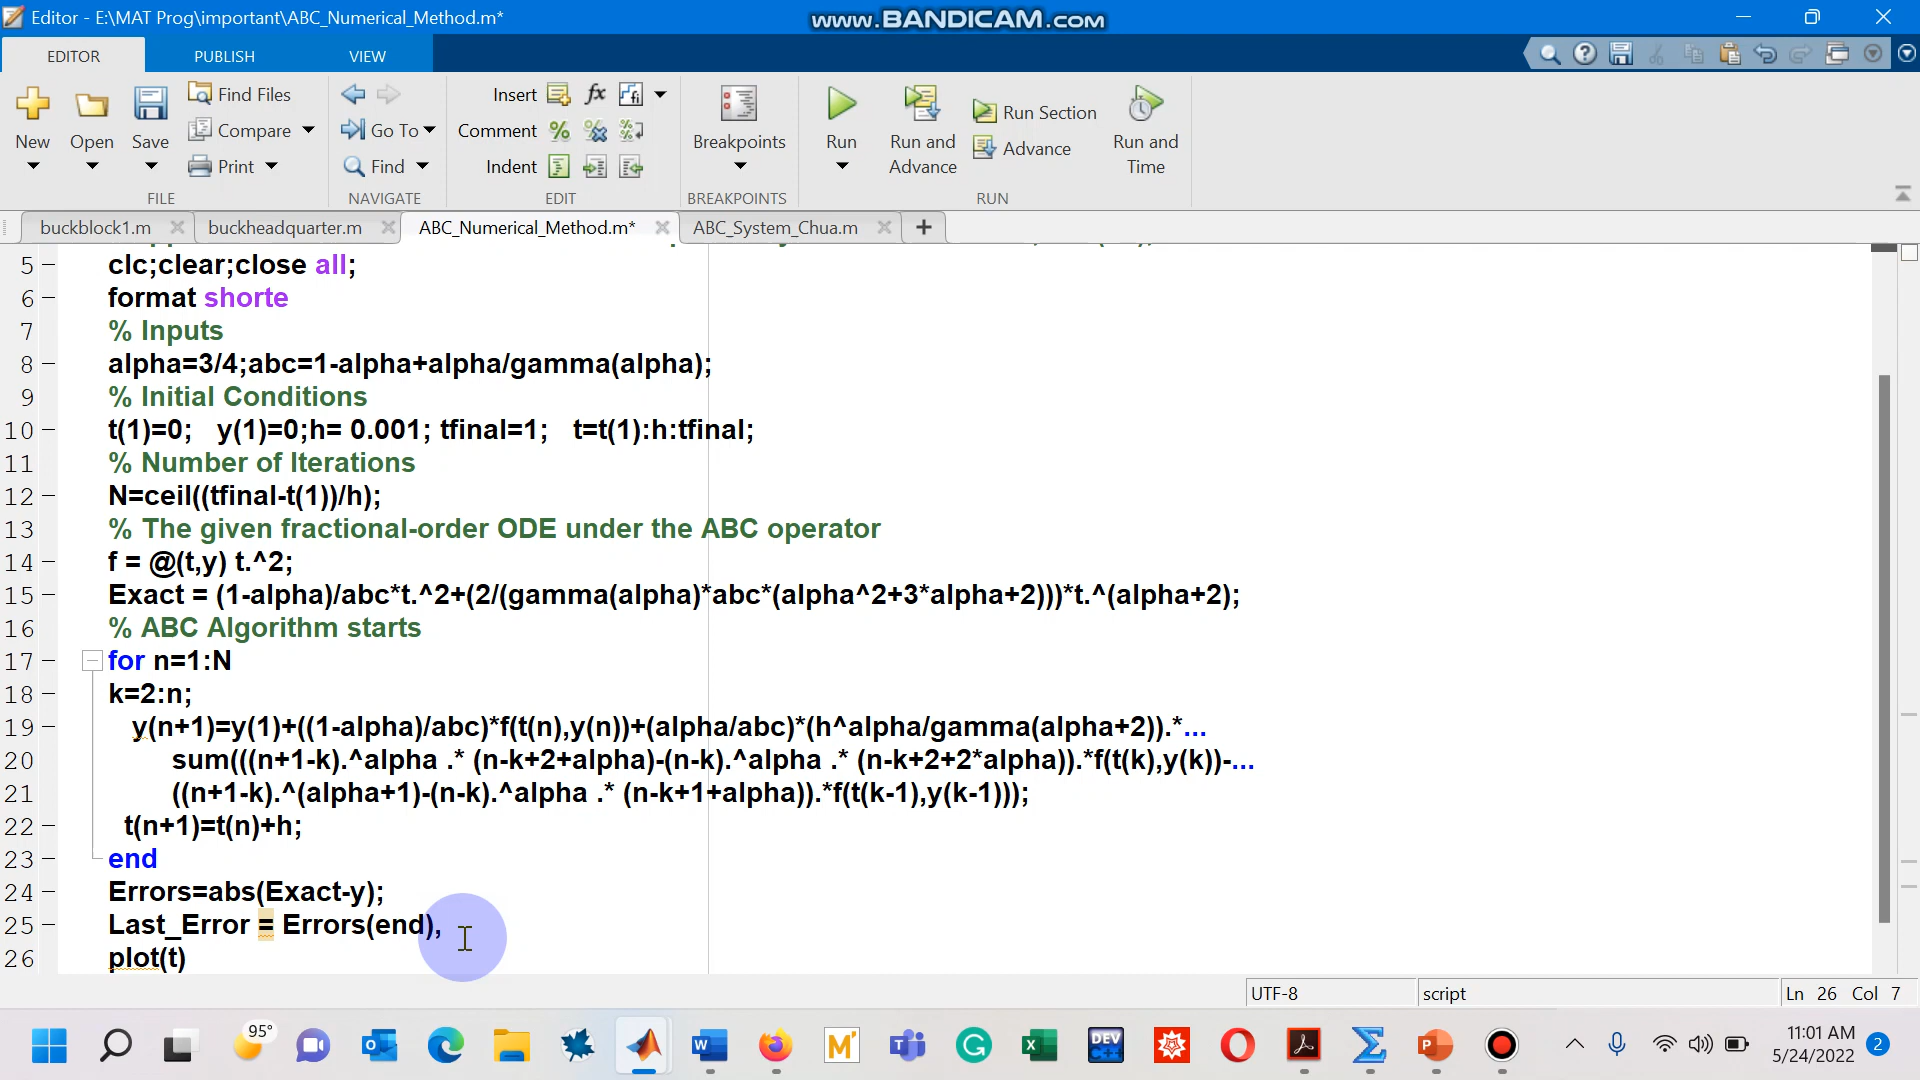 Editor - E:\MAT Prog\important\ABC_Numerical_Method.m*
www.BANDICAM.com
EDITOR PUBLISH VIEW
New Open Save Find Files Compare Print
Go To Find
Insert Comment Indent
fx
Breakpoints
Run Run and Advance Run Section Advance Run and Time
FILE NAVIGATE EDIT BREAKPOINTS RUN
buckblock1.m buckheadquarter.m ABC_Numerical_Method.m* ABC_System_Chua.m
5 clc;clear;close all;
6 format shorte
7 % Inputs
8 alpha=3/4;abc=1-alpha+alpha/gamma(alpha);
9 % Initial Conditions
10 t(1)=0; y(1)=0;h= 0.001; tfinal=1; t=t(1):h:tfinal;
11 % Number of Iterations
12 N=ceil((tfinal-t(1))/h);
13 % The given fractional-order ODE under the ABC operator
14 f = @(t,y) t.^2;
15 Exact = (1-alpha)/abc*t.^2+(2/(gamma(alpha)*abc*(alpha^2+3*alpha+2)))*t.^(alpha+2);
16 % ABC Algorithm starts
17 for n=1:N
18 k=2:n;
19 y(n+1)=y(1)+((1-alpha)/abc)*f(t(n),y(n))+(alpha/abc)*(h^alpha/gamma(alpha+2)).*...
20 sum(((n+1-k).^alpha .* (n-k+2+alpha)-(n-k).^alpha .* (n-k+2+2*alpha)).*f(t(k),y(k))-...
21 ((n+1-k).^(alpha+1)-(n-k).^alpha .* (n-k+1+alpha)).*f(t(k-1),y(k-1)));
22 t(n+1)=t(n)+h;
23 end
24 Errors=abs(Exact-y);
25 Last_Error = Errors(end),
26 plot(t)
UTF-8 script Ln 26 Col 7
95°
11:01 AM
5/24/2022
2